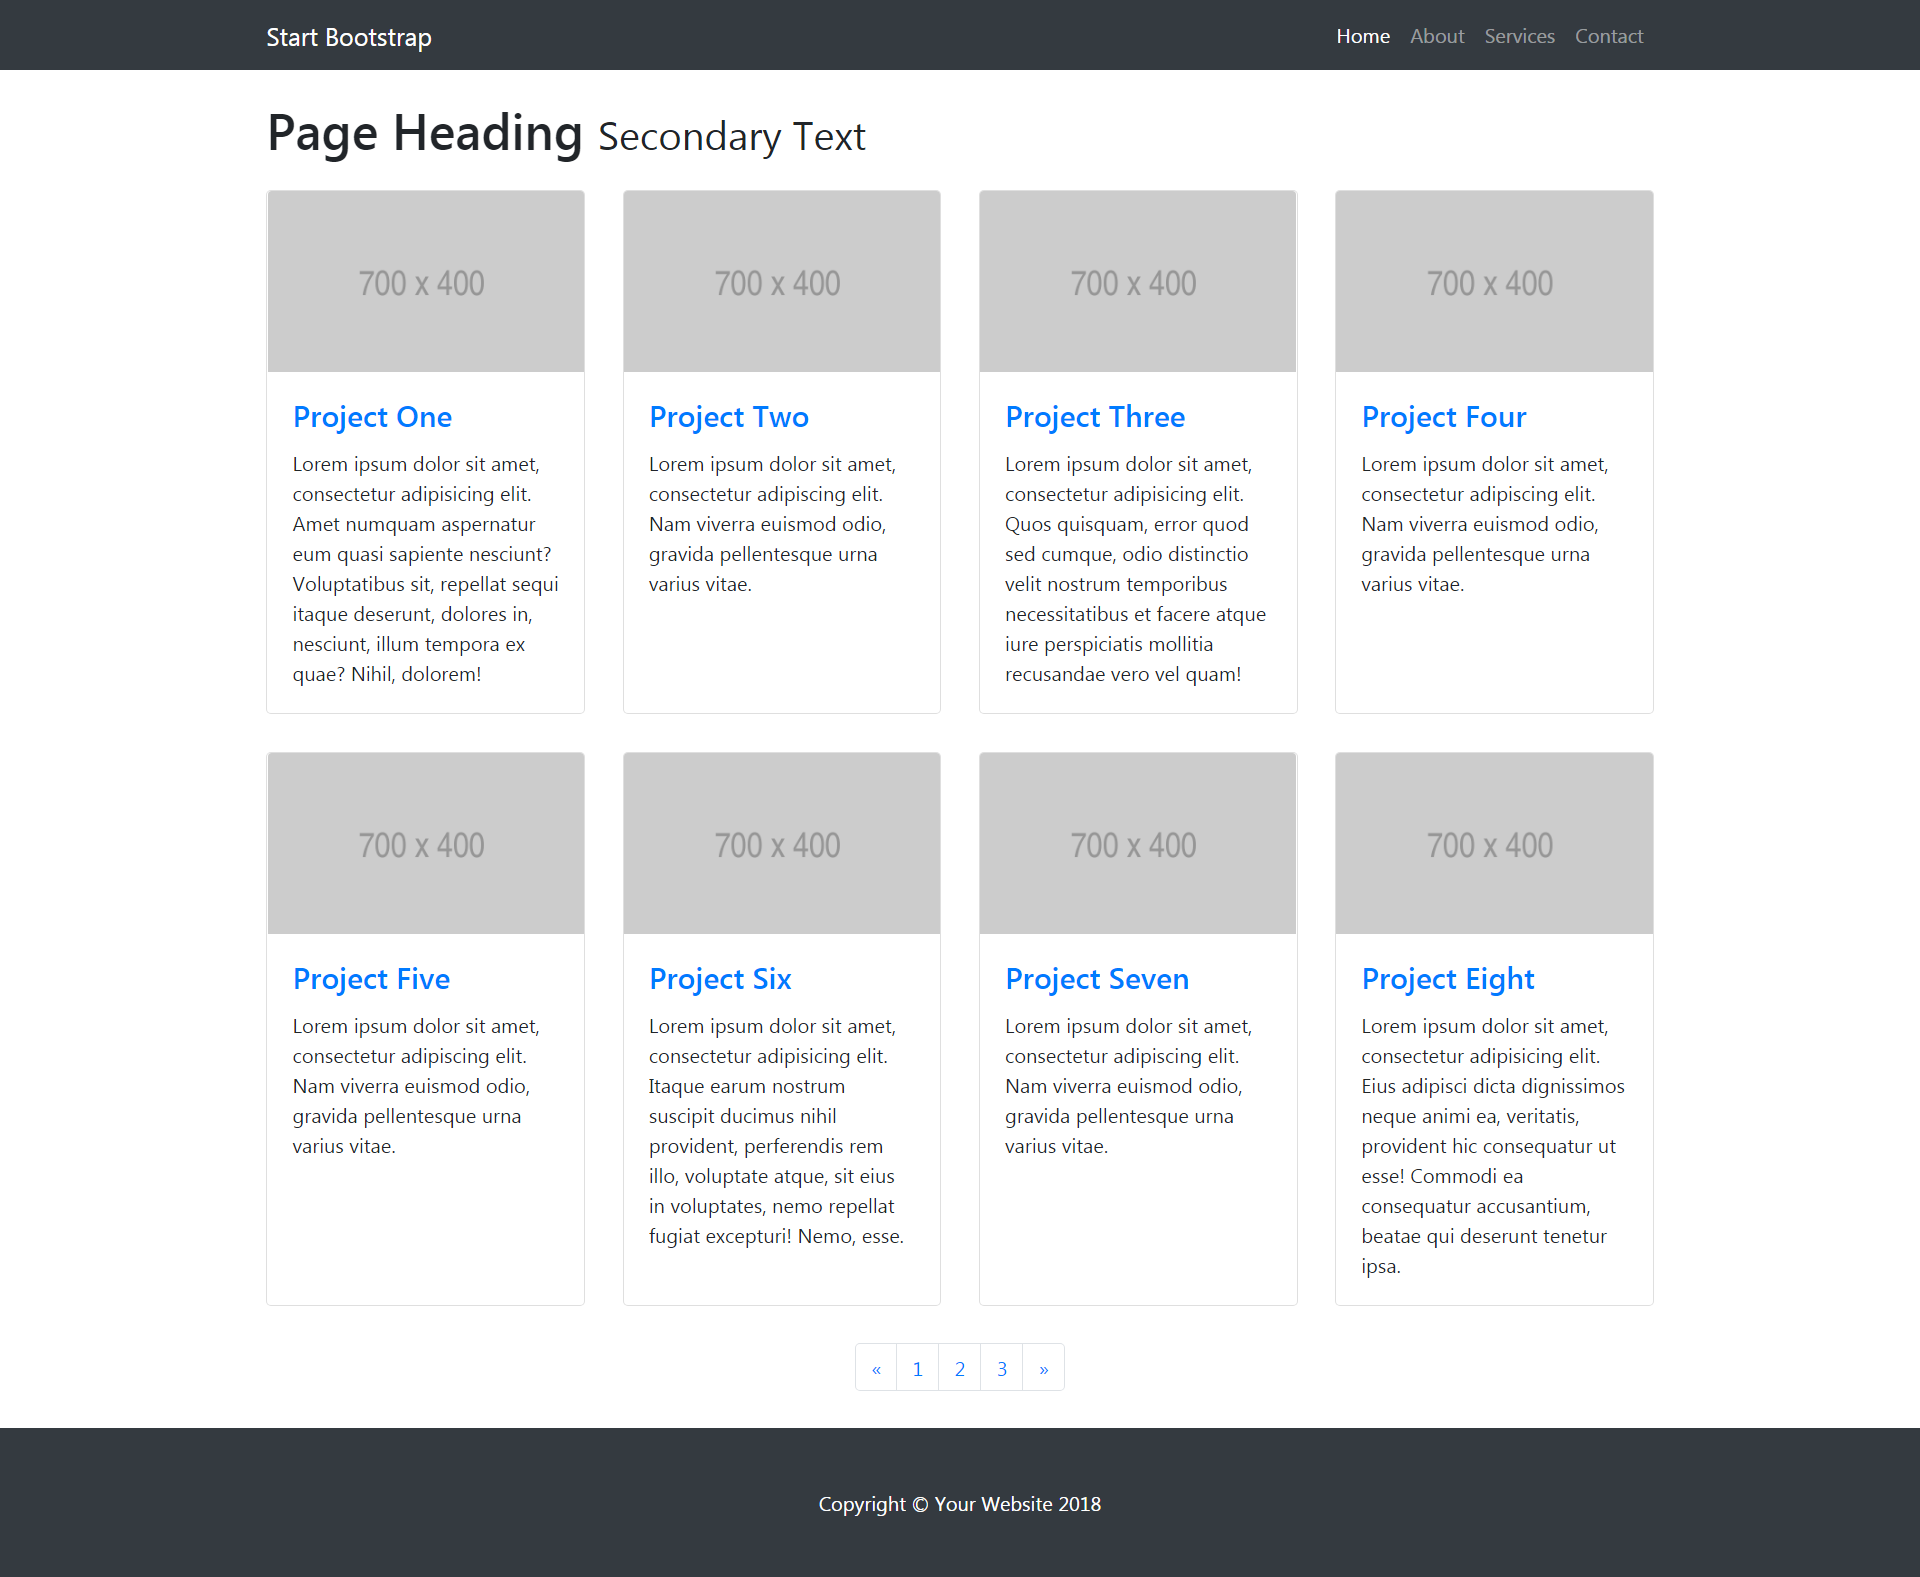 Start Bootstrap
Home About Services Contact
Page Heading Secondary Text
700 x 400
Project One
Lorem ipsum dolor sit amet,
consectetur adipisicing elit.
Amet numquam aspernatur
eum quasi sapiente nesciunt?
Voluptatibus sit, repellat sequi
itaque deserunt, dolores in,
nesciunt, illum tempora ex
quae? Nihil, dolorem!
700 x 400
Project Two
Lorem ipsum dolor sit amet,
consectetur adipiscing elit.
Nam viverra euismod odio,
gravida pellentesque urna
varius vitae.
700 x 400
Project Three
Lorem ipsum dolor sit amet,
consectetur adipisicing elit.
Quos quisquam, error quod
sed cumque, odio distinctio
velit nostrum temporibus
necessitatibus et facere atque
iure perspiciatis mollitia
recusandae vero vel quam!
700 x 400
Project Four
Lorem ipsum dolor sit amet,
consectetur adipiscing elit.
Nam viverra euismod odio,
gravida pellentesque urna
varius vitae.
700 x 400
Project Five
Lorem ipsum dolor sit amet,
consectetur adipiscing elit.
Nam viverra euismod odio,
gravida pellentesque urna
varius vitae.
700 x 400
Project Six
Lorem ipsum dolor sit amet,
consectetur adipisicing elit.
Itaque earum nostrum
suscipit ducimus nihil
provident, perferendis rem
illo, voluptate atque, sit eius
in voluptates, nemo repellat
fugiat excepturi! Nemo, esse.
700 x 400
Project Seven
Lorem ipsum dolor sit amet,
consectetur adipiscing elit.
Nam viverra euismod odio,
gravida pellentesque urna
varius vitae.
700 x 400
Project Eight
Lorem ipsum dolor sit amet,
consectetur adipisicing elit.
Eius adipisci dicta dignissimos
neque animi ea, veritatis,
provident hic consequatur ut
esse! Commodi ea
consequatur accusantium,
beatae qui deserunt tenetur
ipsa.
« 1 2 3 »
Copyright © Your Website 2018